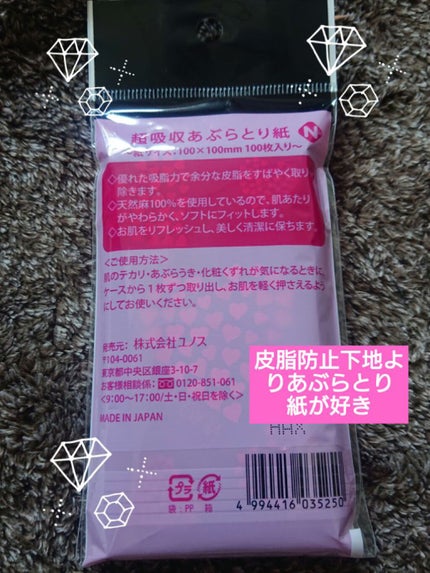 超吸収あぶらとり紙 N
〜紙サイズ:100×100mm 100枚入り〜
◇優れた吸脂力で余分な皮脂をすばやく取り
除きます。
◇天然麻100%を使用しているので、肌あたり
がやわらかく、ソフトにフィットします。
◇お肌をリフレッシュし、美しく清潔に保ちます。
＜ご使用方法＞
肌のテカリ・あぶらうき・化粧くずれが気になるときに、
ケースから1枚ずつ取り出し、お肌を軽く押さえるよう
にしてお使いください。
発売元: 株式会社ユノス
〒104-0061
東京都中央区銀座3-10-7
お客様相談係: 0120-851-061
＜9:00〜17:00/土・日・祝日を除く＞
MADE IN JAPAN
皮脂防止下地よ
りあぶらとり
紙が好き
プラ 紙
袋:PP 箱
4 994416 035250